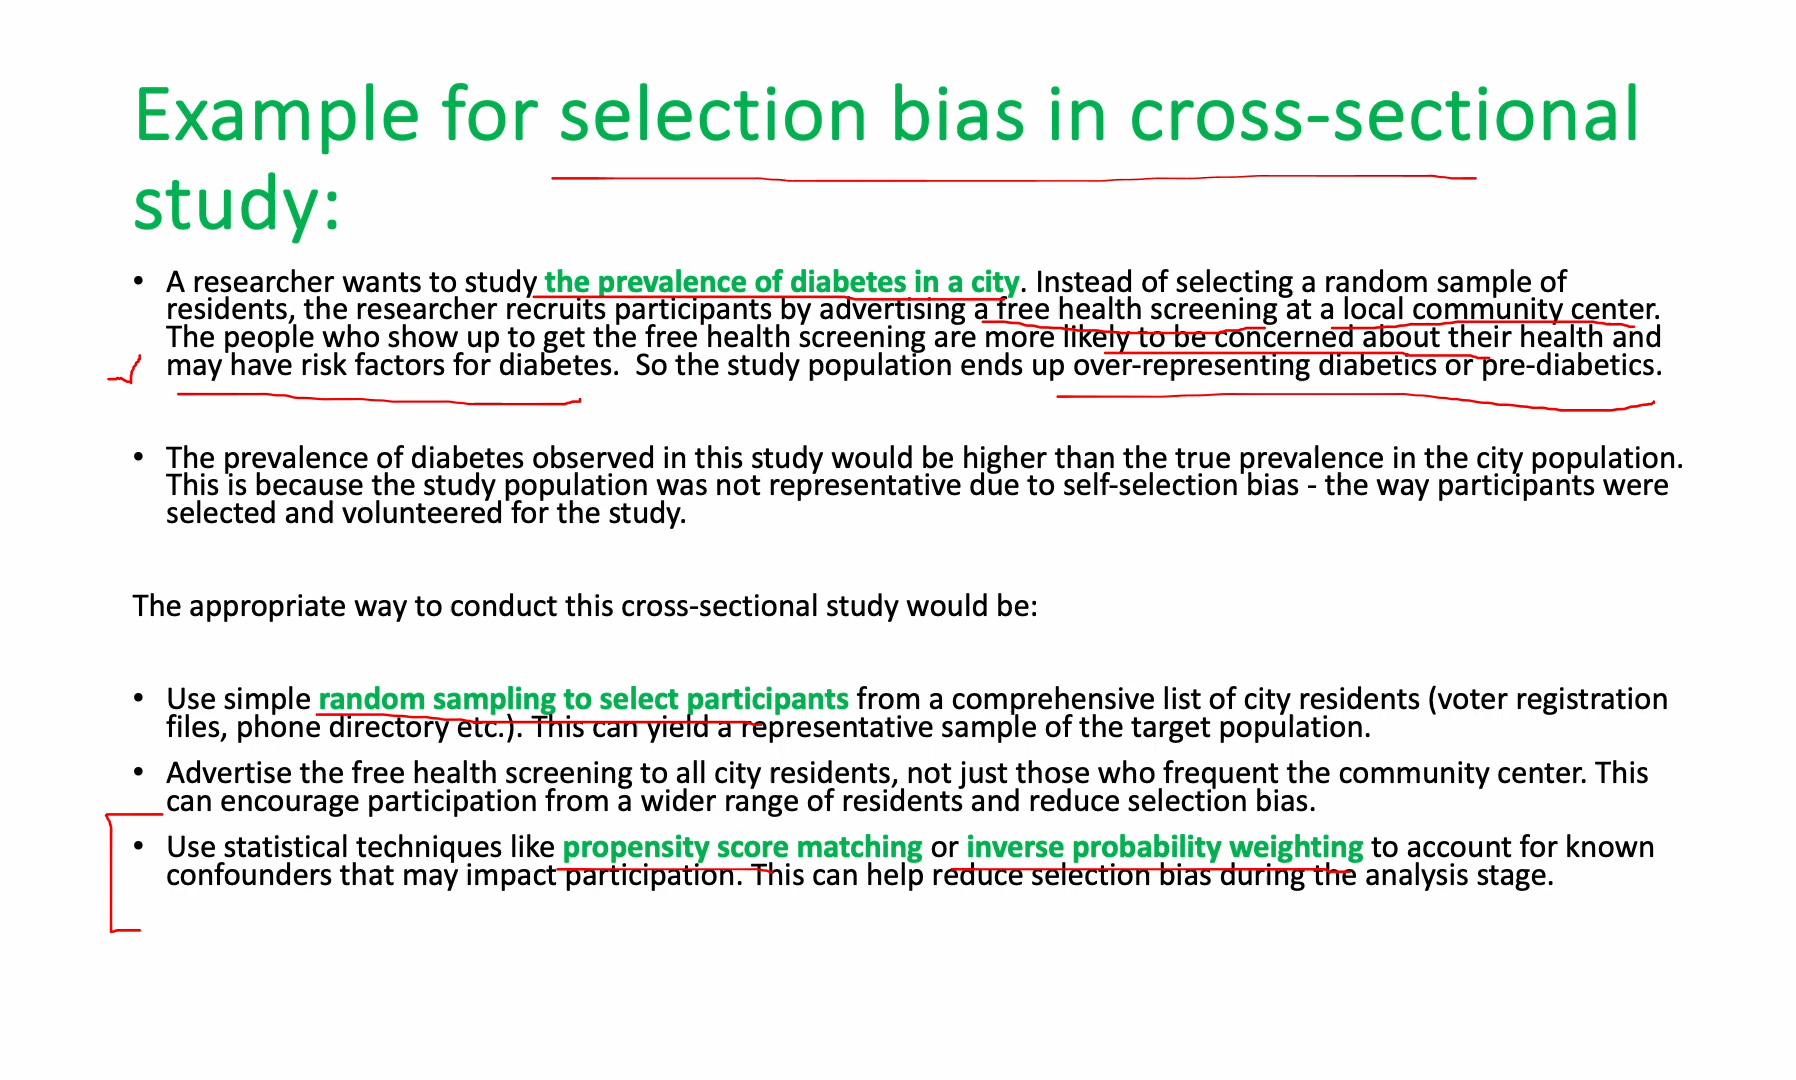 Example for selection bias in cross-sectional
study:
• A researcher wants to study the prevalence of diabetes in a city. Instead of selecting a random sample of
residents, the researcher recruits participants by advertising a free health screening at a local community center.
The people who show up to get the free health screening are more likely to be concerned about their health and
may have risk factors for diabetes.  So the study population ends up over-representing diabetics or pre-diabetics.
• The prevalence of diabetes observed in this study would be higher than the true prevalence in the city population.
This is because the study population was not representative due to self-selection bias - the way participants were
selected and volunteered for the study.
The appropriate way to conduct this cross-sectional study would be:
• Use simple random sampling to select participants from a comprehensive list of city residents (voter registration
files, phone directory etc.). This can yield a representative sample of the target population.
• Advertise the free health screening to all city residents, not just those who frequent the community center. This
can encourage participation from a wider range of residents and reduce selection bias.
• Use statistical techniques like propensity score matching or inverse probability weighting to account for known
confounders that may impact participation. This can help reduce selection bias during the analysis stage.